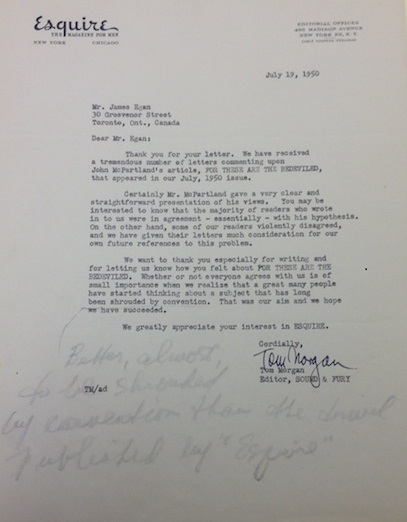 Esquire
THE MAGAZINE FOR MEN
NEW YORK CHICAGO
EDITORIAL OFFICES
488 MADISON AVENUE
NEW YORK 22, N. Y.
July 19, 1950
Mr. James Egan
30 Grosvenor Street
Toronto, Ont., Canada
Dear Mr. Egan:
Thank you for your letter. We have received
a tremendous number of letters commenting upon
John McPartland's article, FOR THESE ARE THE BEDEVILED,
that appeared in our July, 1950 issue.
Certainly Mr. McPartland gave a very clear and
straightforward presentation of his views. You may be
interested to know that the majority of readers who wrote
in to us were in agreement - essentially - with his hypothesis.
On the other hand, some of our readers violently disagreed,
and we have given their letters much consideration for our
own future references to this problem.
We want to thank you especially for writing and
for letting us know how you felt about FOR THESE ARE THE
BEDEVILED. Whether or not everyone agrees with us is of
small importance when we realize that a great many people
have started thinking about a subject that has long
been shrouded by convention. That was our aim and we hope
we have succeeded.
We greatly appreciate your interest in ESQUIRE.
Cordially,
Tom Morgan
Tom Morgan
Editor, SOUND & FURY
TM/ad
Better, almost,
to be shrouded
by convention than the drivel
published by "Esquire"